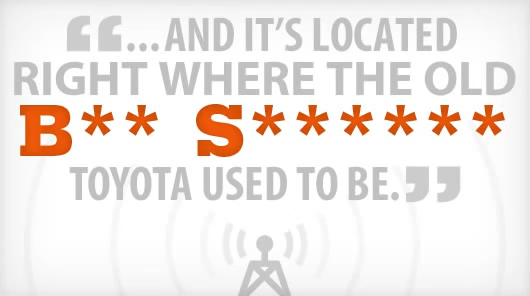 “...AND IT'S LOCATED
RIGHT WHERE THE OLD
B** S******
TOYOTA USED TO BE.”